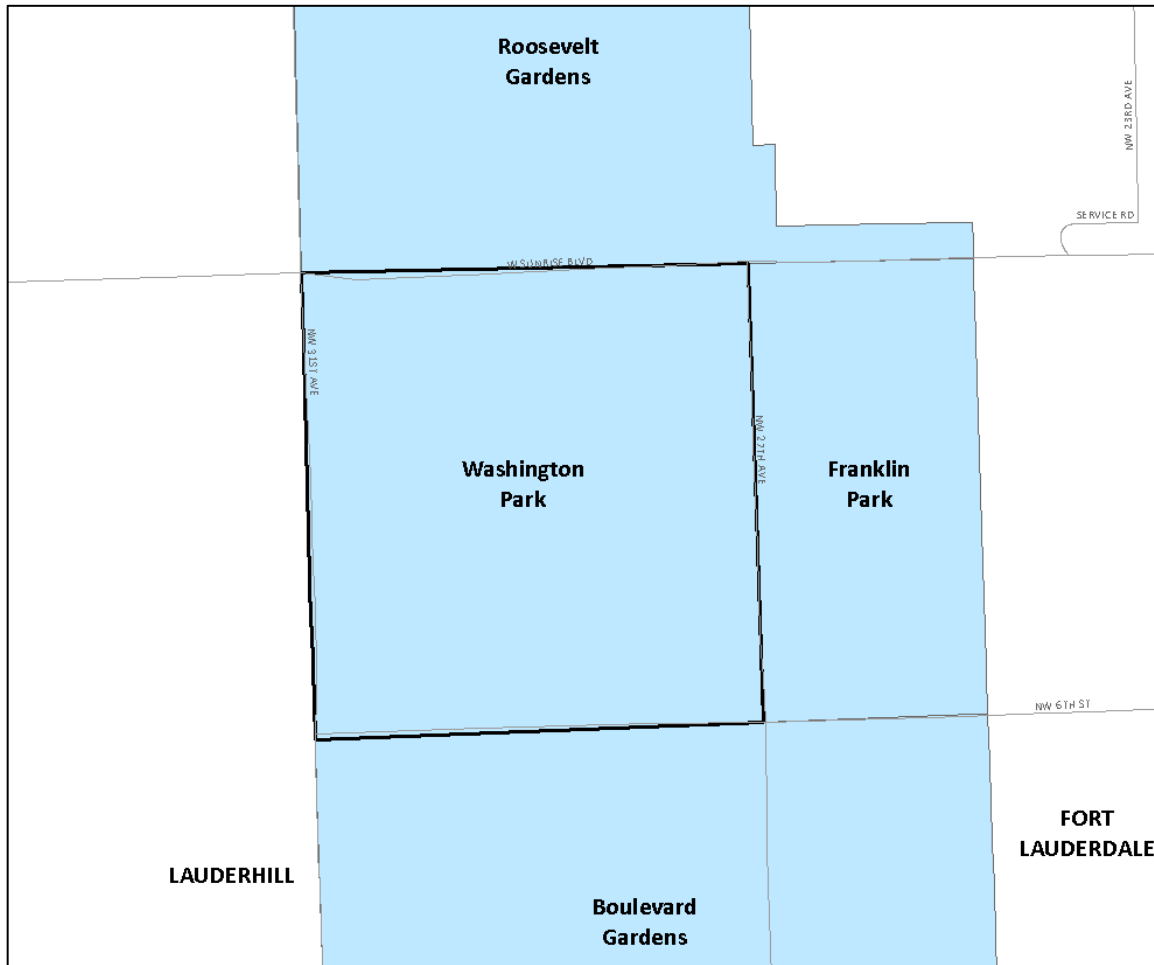 Roosevelt
Gardens
NW 23RD AVE
SERVICE RD
W SUNRISE BLVD
NW 31ST AVE
NW 27TH AVE
Washington
Park
Franklin
Park
NW 6TH ST
FORT
LAUDERDALE
LAUDERHILL
Boulevard
Gardens